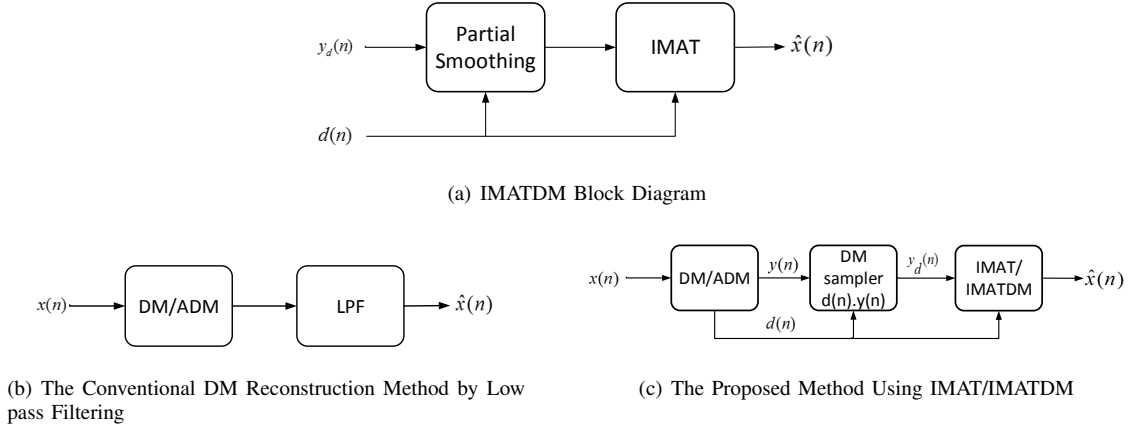 y_d(n)
Partial
Smoothing
IMAT
x̂(n)
d(n)
(a) IMATDM Block Diagram
x(n)
DM/ADM
LPF
x̂(n)
(b) The Conventional DM Reconstruction Method by Low
pass Filtering
x(n)
DM/ADM
y(n)
DM
sampler
d(n).y(n)
y_d(n)
IMAT/
IMATDM
x̂(n)
d(n)
(c) The Proposed Method Using IMAT/IMATDM